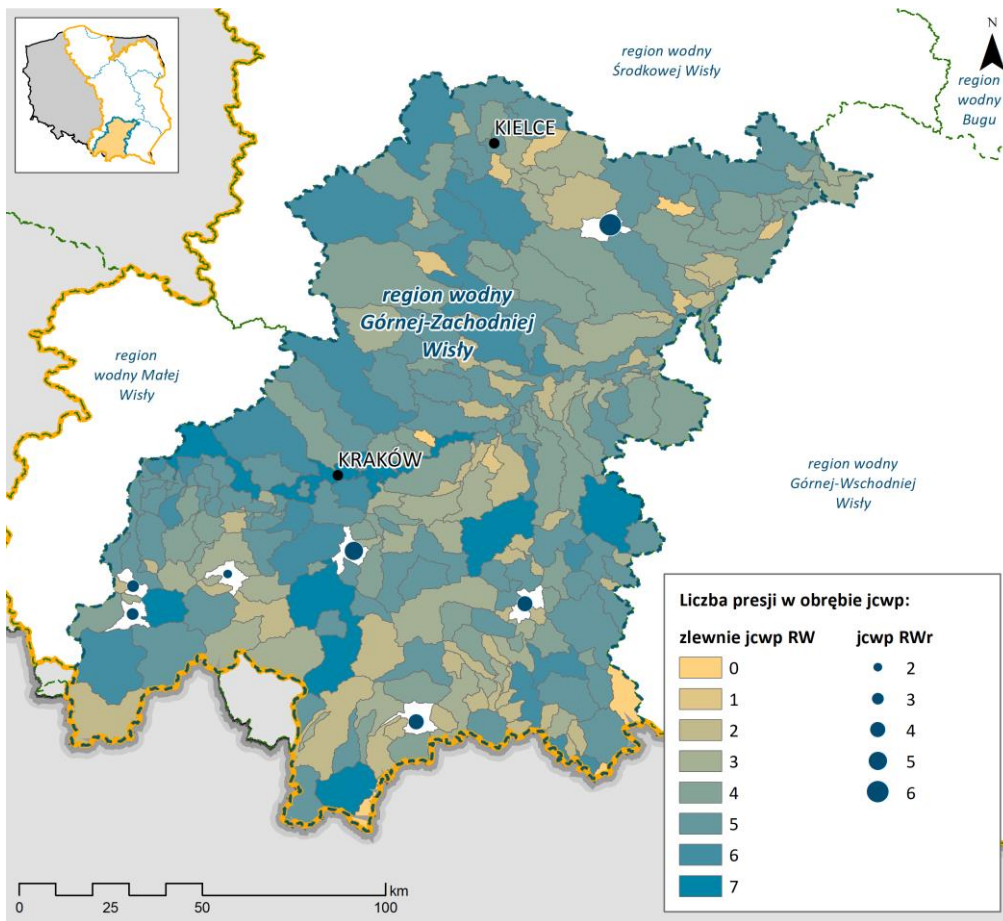 region wodny
Środkowej Wisły
N
region
wodny
Bugu
KIELCE
region wodny
Górnej-Zachodniej
Wisły
region
wodny Małej
Wisły
KRAKÓW
region wodny
Górnej-Wschodniej
Wisły
Liczba presji w obrębie jcwp:
zlewnie jcwp RW
jcwp RWr
0
1
2
3
4
5
6
7
2
3
4
5
6
km
0 25 50 100